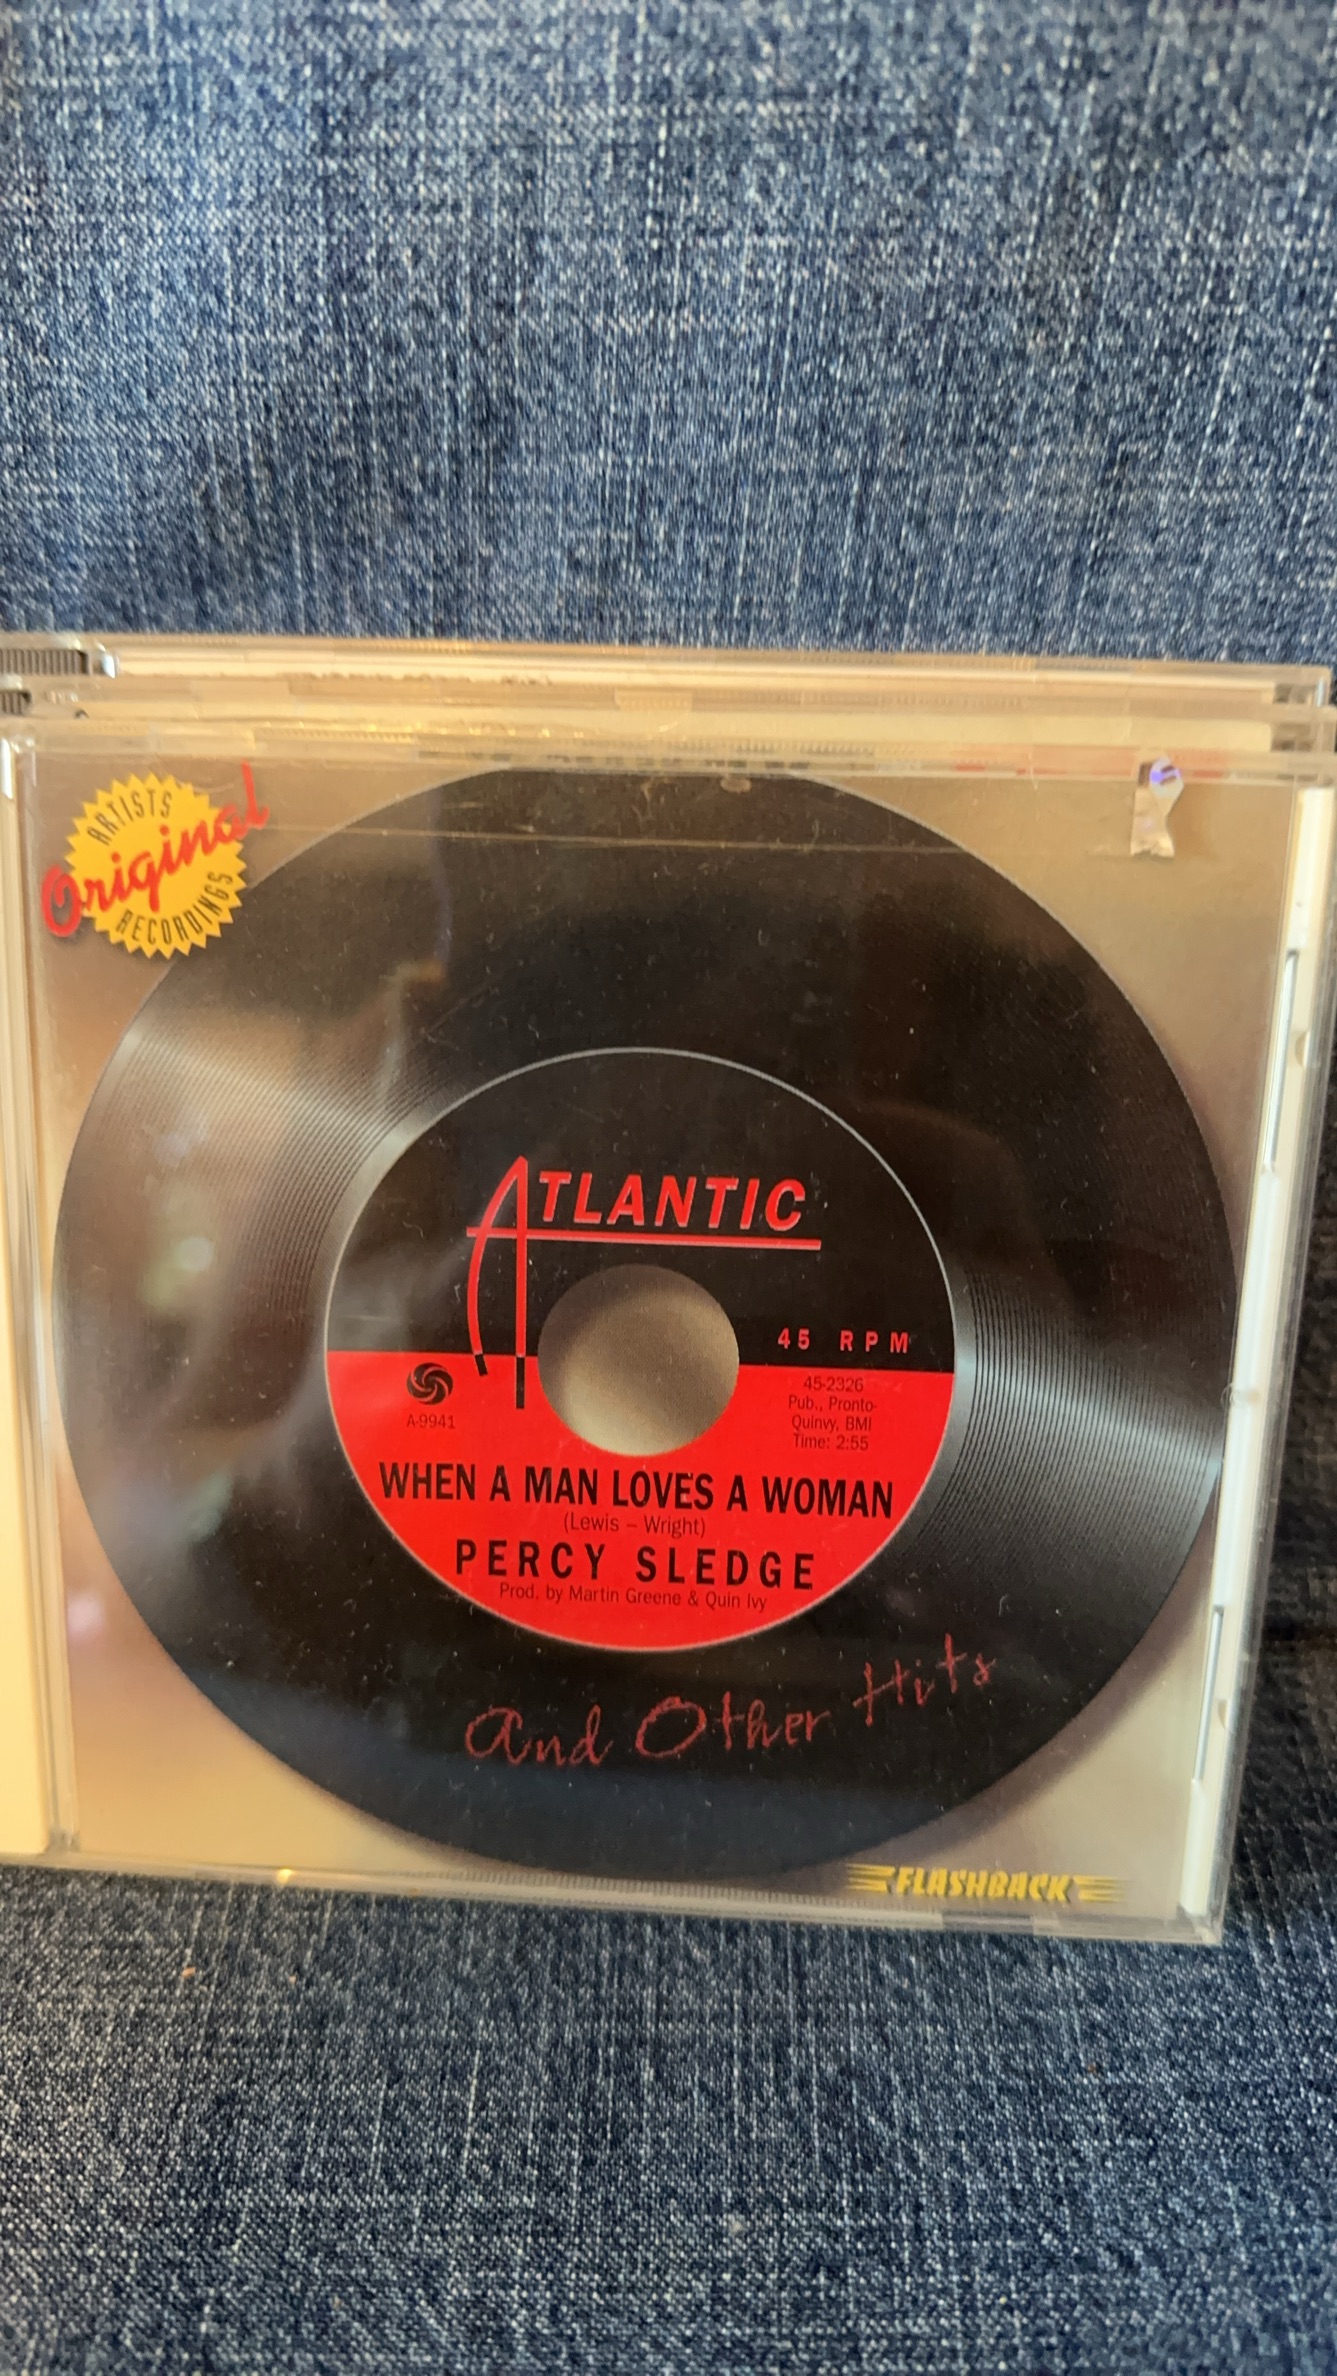 ARTISTS
Original
RECORDINGS
ATLANTIC
45 RPM
A-9941
45-2326
Pub., Pronto-
Quinvy, BMI
Time: 2:55
WHEN A MAN LOVES A WOMAN
(Lewis – Wright)
PERCY SLEDGE
Prod. by Martin Greene & Quin Ivy
And Other Hits
FLASHBACK